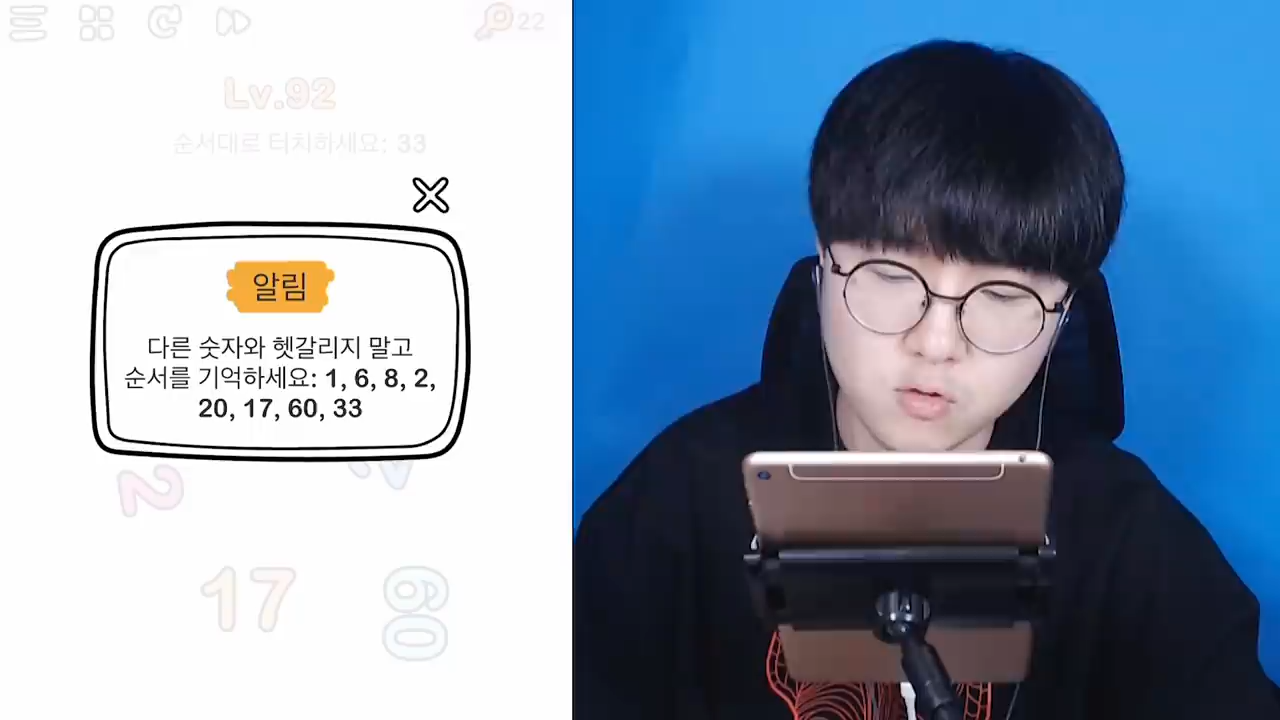 22
Lv.92
순서대로 터치하세요: 33
알림
다른 숫자와 헷갈리지 말고
순서를 기억하세요: 1, 6, 8, 2,
20, 17, 60, 33
2
17
60